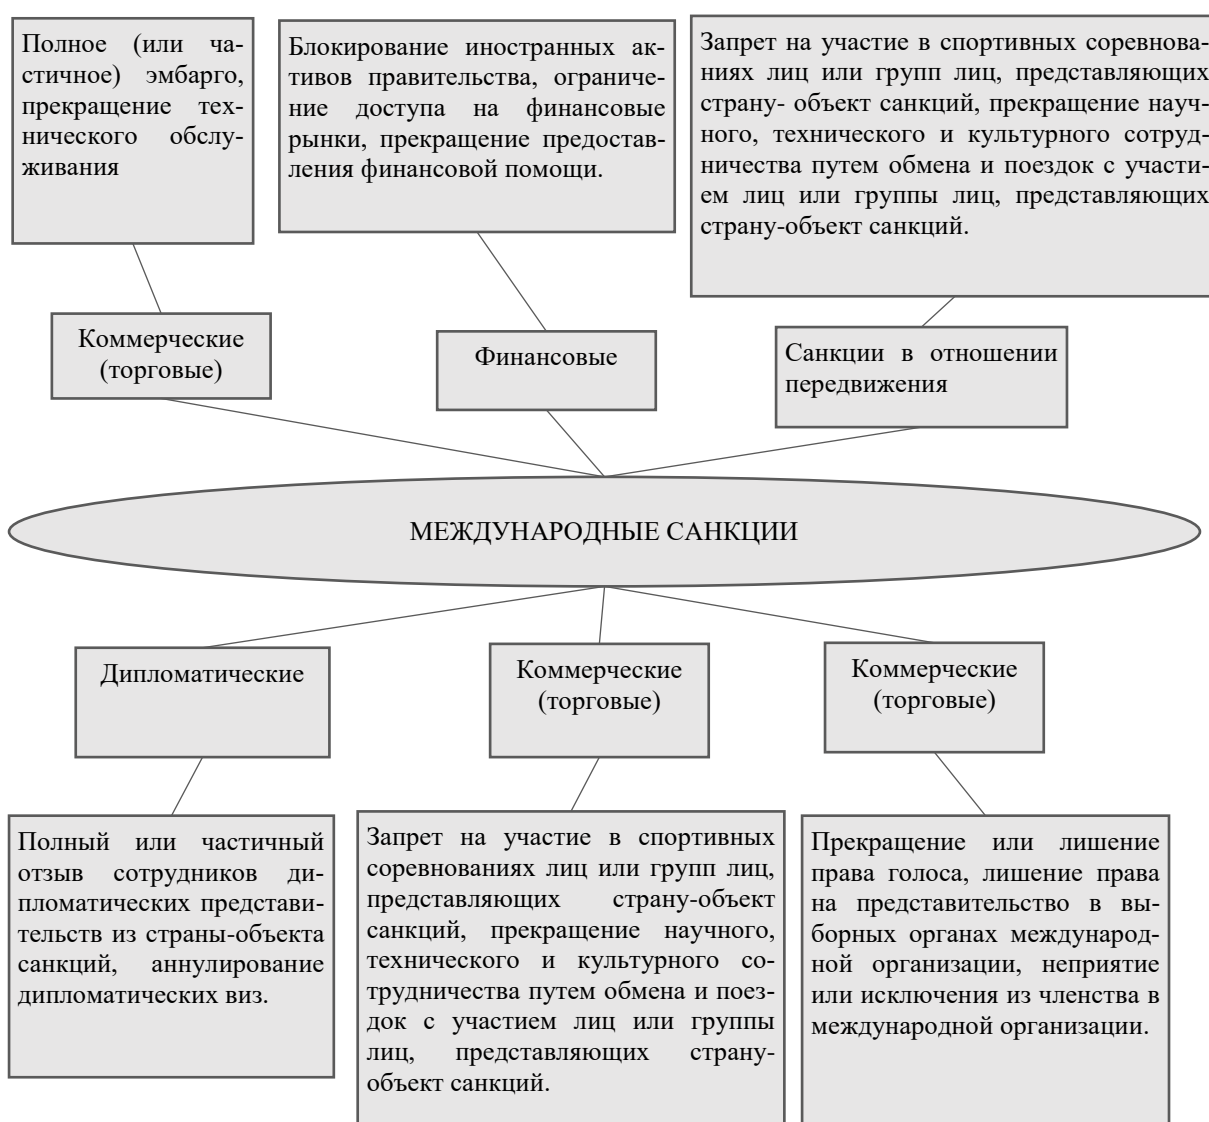 Полное (или ча-
стичное) эмбарго,
прекращение тех-
нического обслу-
живания
Блокирование иностранных ак-
тивов правительства, ограниче-
ние доступа на финансовые
рынки, прекращение предостав-
ления финансовой помощи.
Запрет на участие в спортивных соревнова-
ниях лиц или групп лиц, представляющих
страну- объект санкций, прекращение науч-
ного, технического и культурного сотруд-
ничества путем обмена и поездок с участи-
ем лиц или группы лиц, представляющих
страну-объект санкций.
Коммерческие
(торговые)
Финансовые
Санкции в отношении
передвижения
МЕЖДУНАРОДНЫЕ САНКЦИИ
Дипломатические
Коммерческие
(торговые)
Коммерческие
(торговые)
Полный или частичный
отзыв сотрудников ди-
пломатических представи-
тельств из страны-объекта
санкций, аннулирование
дипломатических виз.
Запрет на участие в спортивных
соревнованиях лиц или групп лиц,
представляющих страну-объект
санкций, прекращение научного,
технического и культурного со-
трудничества путем обмена и поез-
док с участием лиц или группы
лиц, представляющих страну-
объект санкций.
Прекращение или лишение
права голоса, лишение права
на представительство в вы-
борных органах международ-
ной организации, неприятие
или исключения из членства в
международной организации.